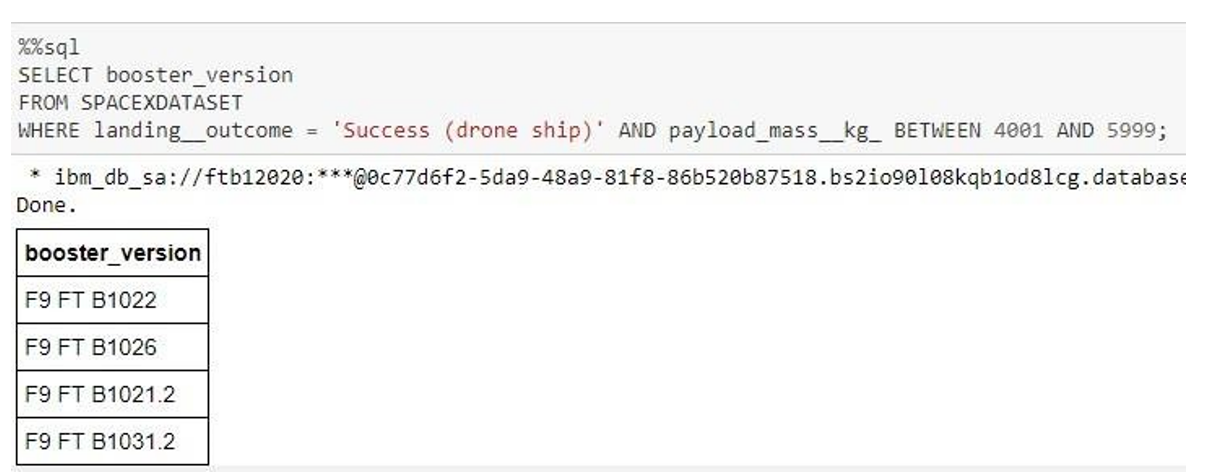 %%sql
SELECT booster_version
FROM SPACEXDATASET
WHERE landing__outcome = 'Success (drone ship)' AND payload_mass__kg_ BETWEEN 4001 AND 5999;
* ibm_db_sa://ftb12020:***@0c77d6f2-5da9-48a9-81f8-86b520b87518.bs2io90l08kqb1od8lcg.database
Done.
booster_version
F9 FT B1022
F9 FT B1026
F9 FT B1021.2
F9 FT B1031.2